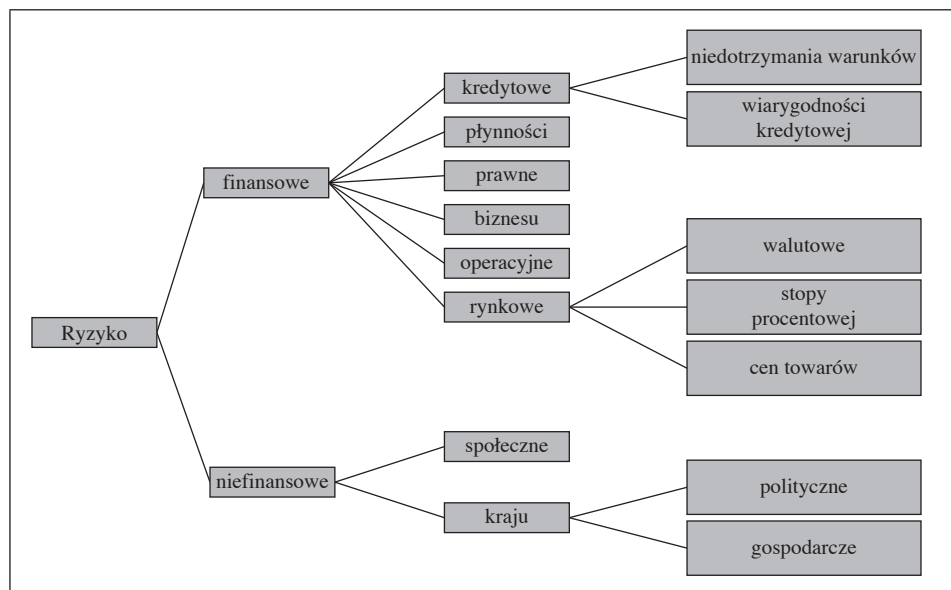 Ryzyko
finansowe
kredytowe
niedotrzymania warunków
wiarygodności
kredytowej
płynności
prawne
biznesu
operacyjne
rynkowe
walutowe
stopy
procentowej
cen towarów
niefinansowe
społeczne
kraju
polityczne
gospodarcze